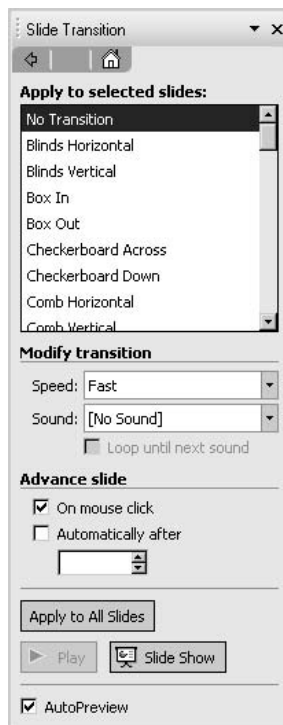 Slide Transition
Apply to selected slides:
No Transition
Blinds Horizontal
Blinds Vertical
Box In
Box Out
Checkerboard Across
Checkerboard Down
Comb Horizontal
Comb Vertical
Modify transition
Speed: Fast
Sound: [No Sound]
Loop until next sound
Advance slide
On mouse click
Automatically after
Apply to All Slides
Play Slide Show
AutoPreview